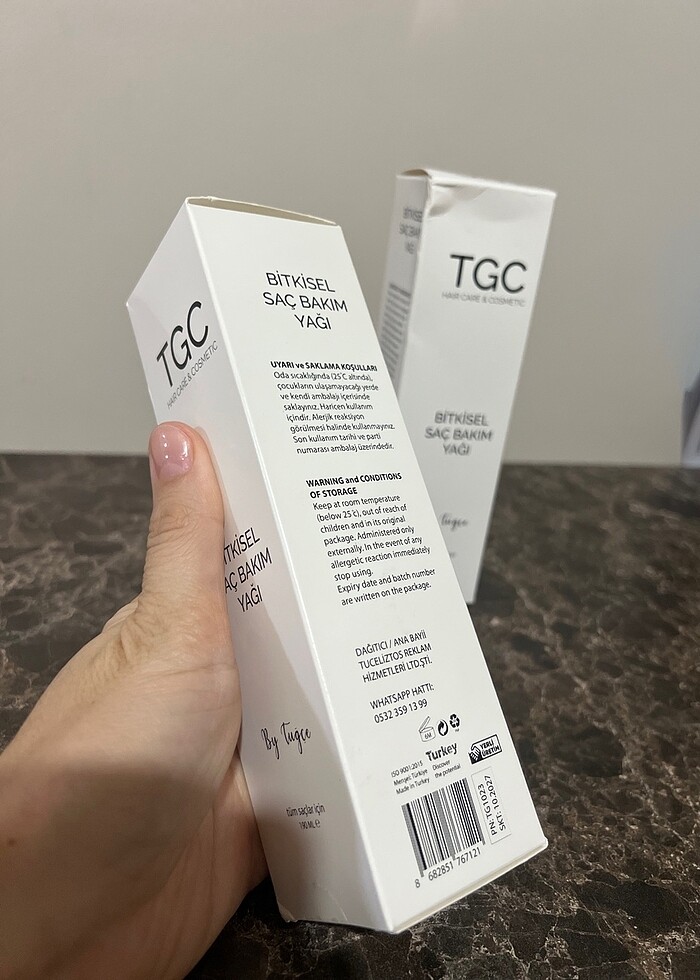 TGC
HAIR CARE & COSMETIC
BİTKİSEL
SAÇ BAKIM
YAĞI
By Tuğçe
tüm saçlar için
190 ML ℮
BİTKİSEL
SAÇ BAKIM
YAĞI
UYARI ve SAKLAMA KOŞULLARI
Oda sıcaklığında (25°C altında),
çocukların ulaşamayacağı yerde
ve kendi ambalajı içerisinde
saklayınız. Haricen kullanım
içindir. Alerjik reaksiyon
görülmesi halinde kullanmayınız.
Son kullanım tarihi ve parti
numarası ambalaj üzerindedir.
WARNING and CONDITIONS
OF STORAGE
Keep at room temperature
(below 25°c), out of reach of
children and in its original
package. Administered only
externally. In the event of any
allergetic reaction immediately
stop using.
Expiry date and batch number
are written on the package.
DAĞITICI / ANA BAYİİ
TUCELİZTOS REKLAM
HİZMETLERİ LTD.ŞTİ.
WHATSAPP HATTI:
0532 359 13 99
6M
ISO 9001:2015
Menşei: Türkiye
Made in Turkey
Turkey
Discover
the potential
YERLİ
ÜRETİM
PN:TG1023
SKT: 10.2027
8 682851 767121
TGC
HAIR CARE & COSMETIC
BİTKİSEL
SAÇ BAKIM
YAĞI
Tuğçe